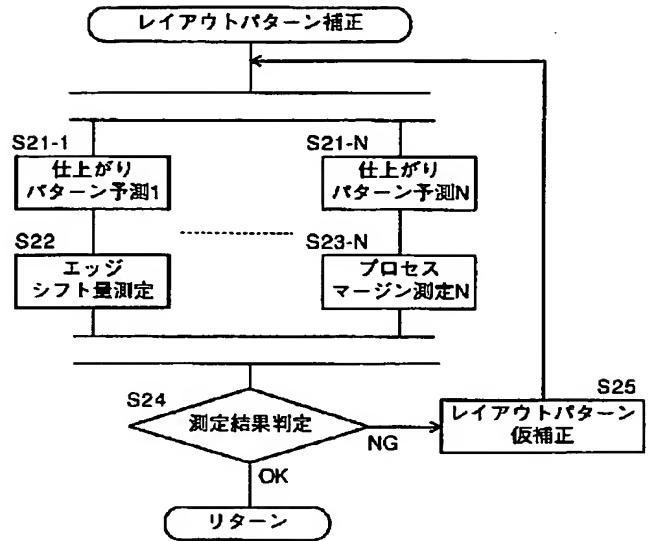 レイアウトパターン補正
S21-1
仕上がり
パターン予測1
S21-N
仕上がり
パターン予測N
S22
エッジ
シフト量測定
S23-N
プロセス
マージン測定N
S24
測定結果判定
NG
OK
S25
レイアウトパターン
仮補正
リターン